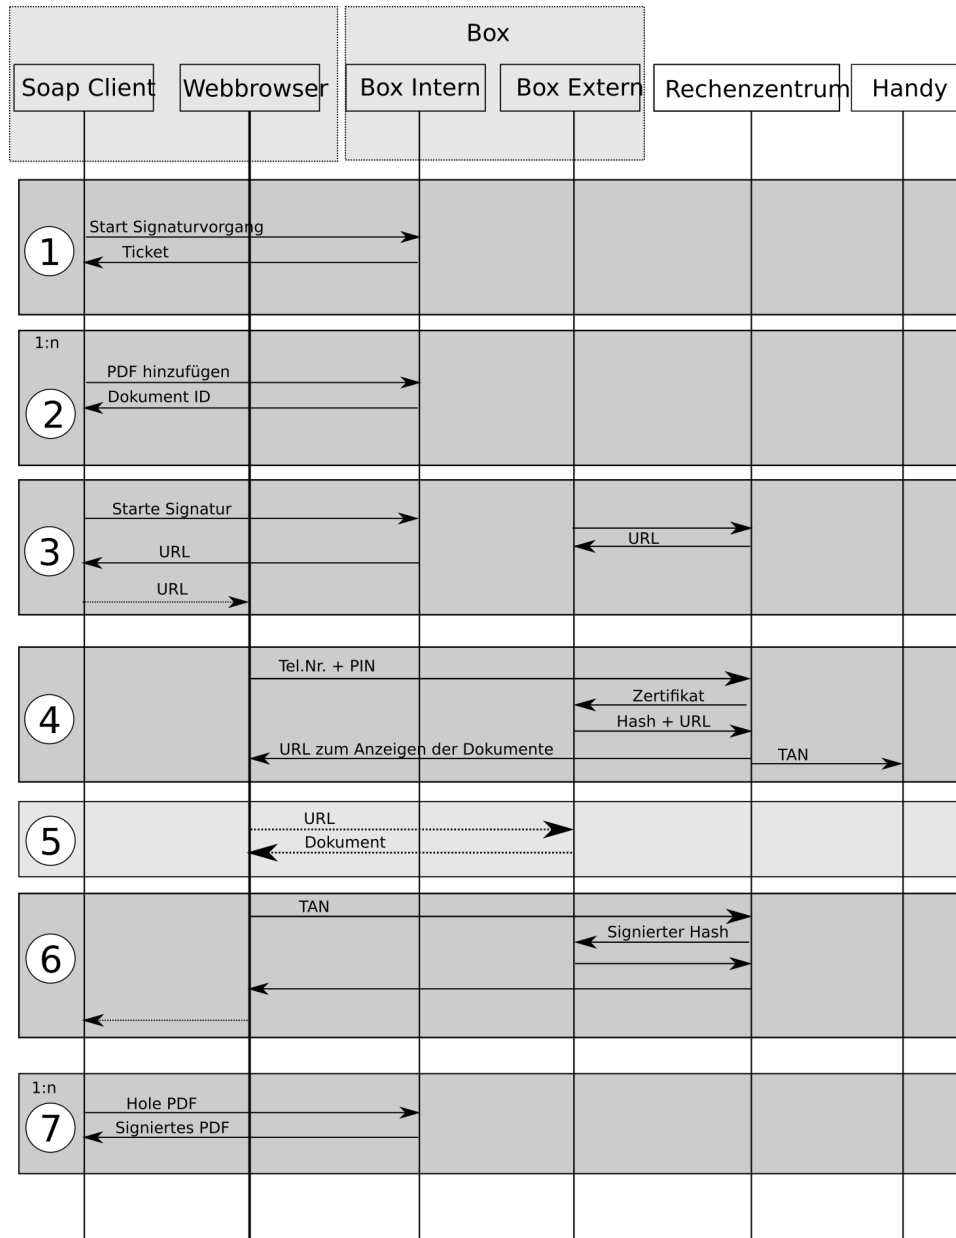 Box
Soap Client
Webbrowser
Box Intern
Box Extern
Rechenzentrum
Handy
1
Start Signaturvorgang
Ticket
1:n
2
PDF hinzufügen
Dokument ID
3
Starte Signatur
URL
URL
URL
4
Tel.Nr. + PIN
Zertifikat
Hash + URL
URL zum Anzeigen der Dokumente
TAN
5
URL
Dokument
6
TAN
Signierter Hash
1:n
7
Hole PDF
Signiertes PDF